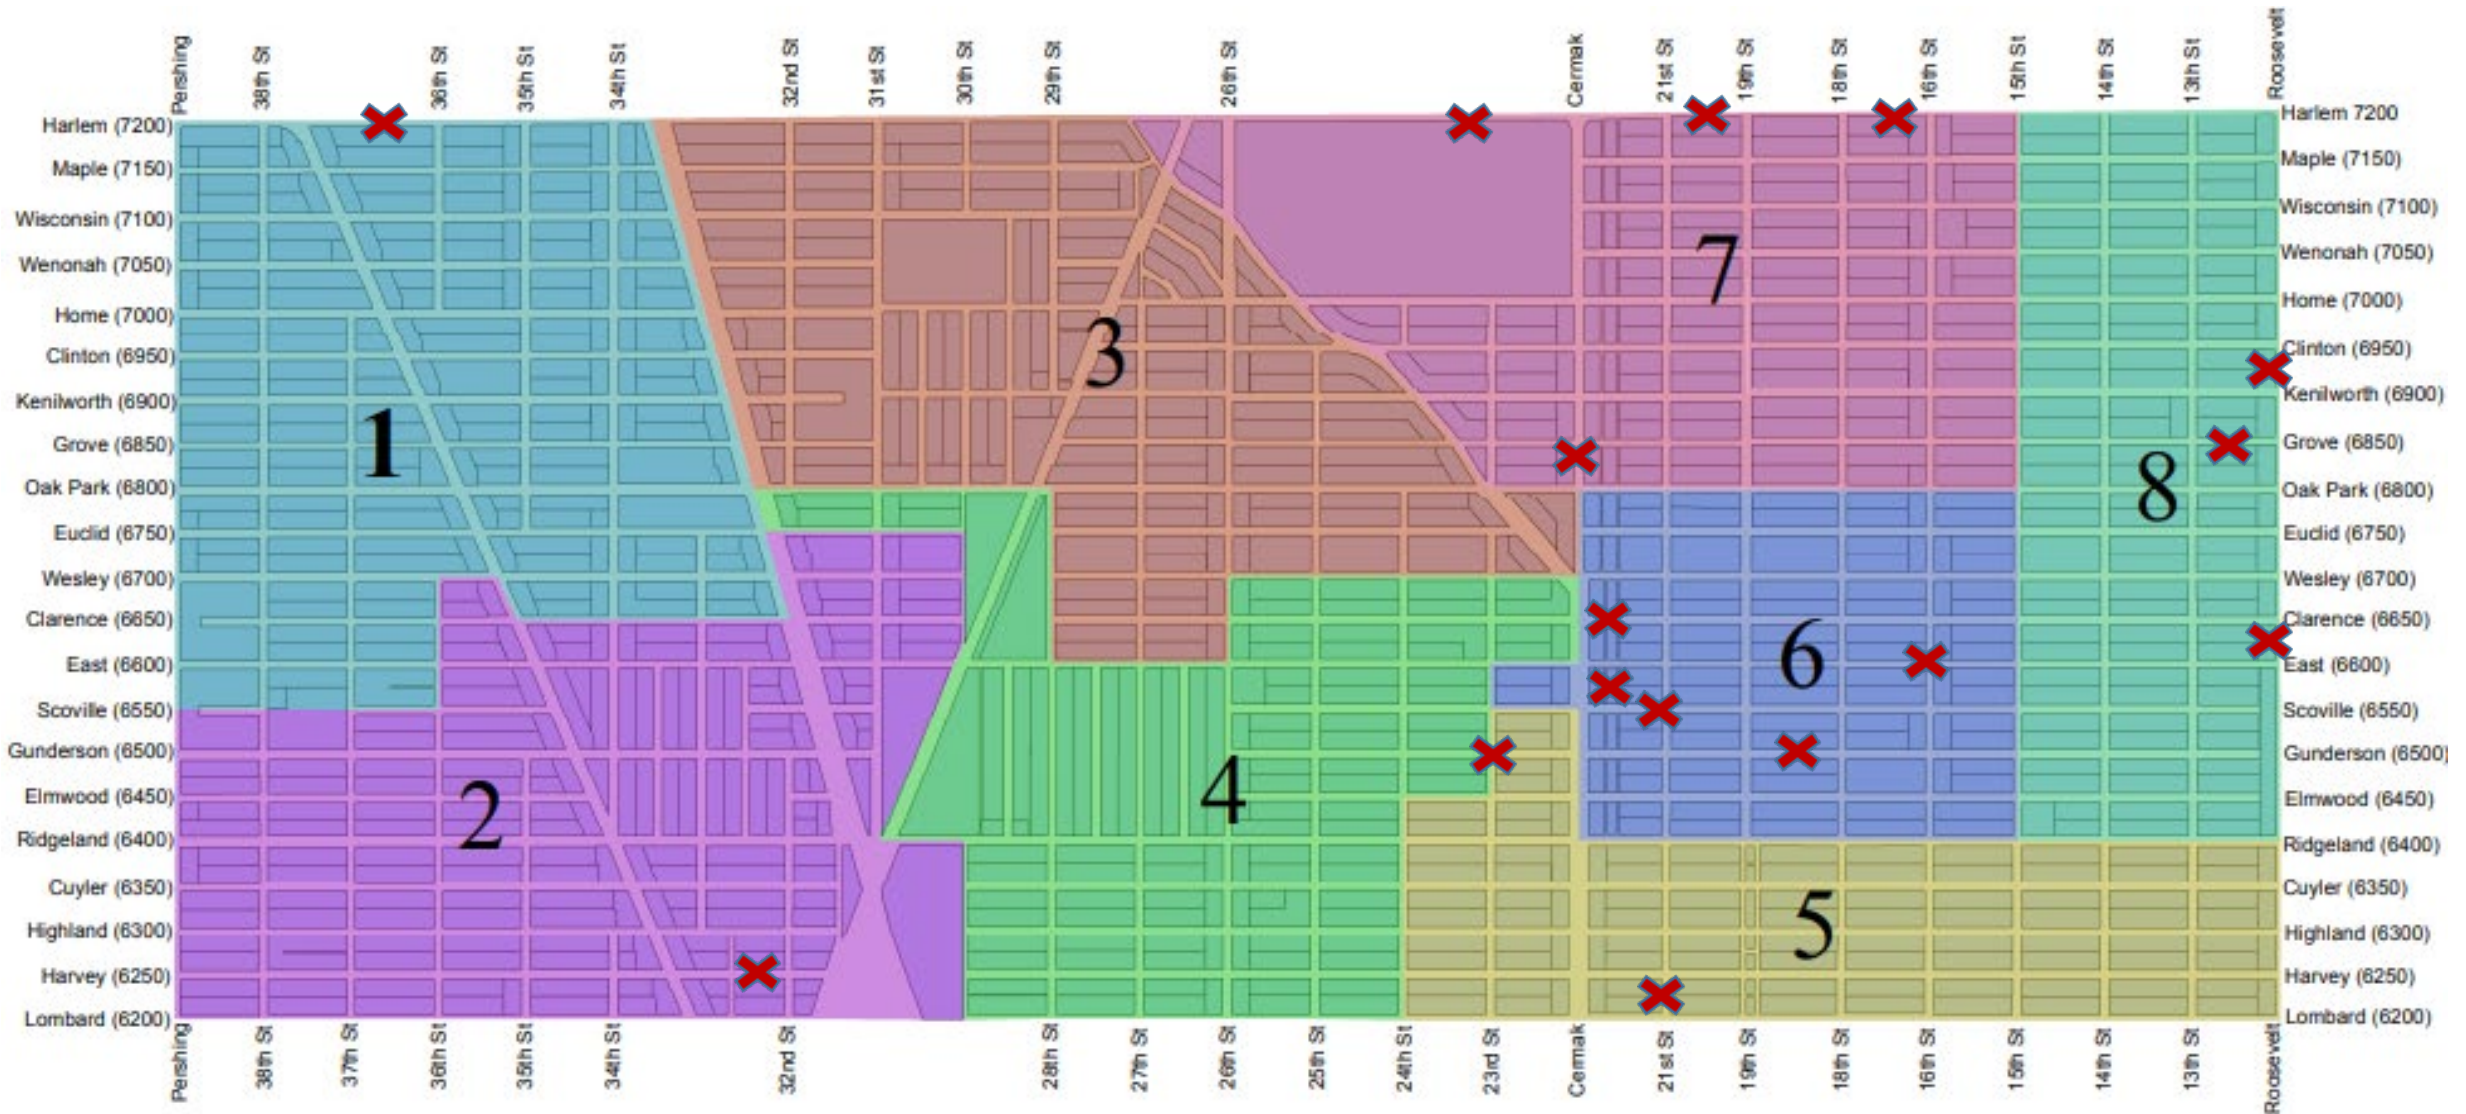 Pershing
38th St
36th St
35th St
34th St
32nd St
31st St
30th St
29th St
26th St
Cermak
21st St
19th St
18th St
16th St
15th St
14th St
13th St
Roosevelt
Harlem (7200)
Maple (7150)
Wisconsin (7100)
Wenonah (7050)
Home (7000)
Clinton (6950)
Kenilworth (6900)
Grove (6850)
Oak Park (6800)
Euclid (6750)
Wesley (6700)
Clarence (6650)
East (6600)
Scoville (6550)
Gunderson (6500)
Elmwood (6450)
Ridgeland (6400)
Cuyler (6350)
Highland (6300)
Harvey (6250)
Lombard (6200)
1
2
3
4
5
6
7
8
Harlem 7200
Maple (7150)
Wisconsin (7100)
Wenonah (7050)
Home (7000)
Clinton (6950)
Kenilworth (6900)
Grove (6850)
Oak Park (6800)
Euclid (6750)
Wesley (6700)
Clarence (6650)
East (6600)
Scoville (6550)
Gunderson (6500)
Elmwood (6450)
Ridgeland (6400)
Cuyler (6350)
Highland (6300)
Harvey (6250)
Lombard (6200)
Pershing
38th St
37th St
36th St
35th St
34th St
32nd St
28th St
27th St
26th St
25th St
24th St
23rd St
Cermak
21st St
19th St
18th St
16th St
15th St
14th St
13th St
Roosevelt